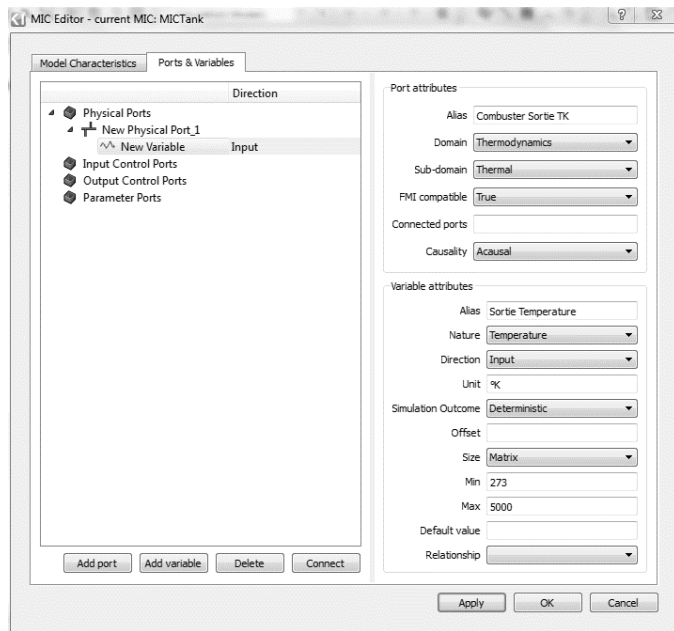 MIC Editor - current MIC: MICTank
Model Characteristics
Ports & Variables
Direction
Physical Ports
New Physical Port_1
New Variable Input
Input Control Ports
Output Control Ports
Parameter Ports
Add port
Add variable
Delete
Connect
Port attributes
Alias Combuster Sortie TK
Domain Thermodynamics
Sub-domain Thermal
FMI compatible True
Connected ports
Causality Acausal
Variable attributes
Alias Sortie Temperature
Nature Temperature
Direction Input
Unit °K
Simulation Outcome Deterministic
Offset
Size Matrix
Min 273
Max 5000
Default value
Relationship
Apply
OK
Cancel